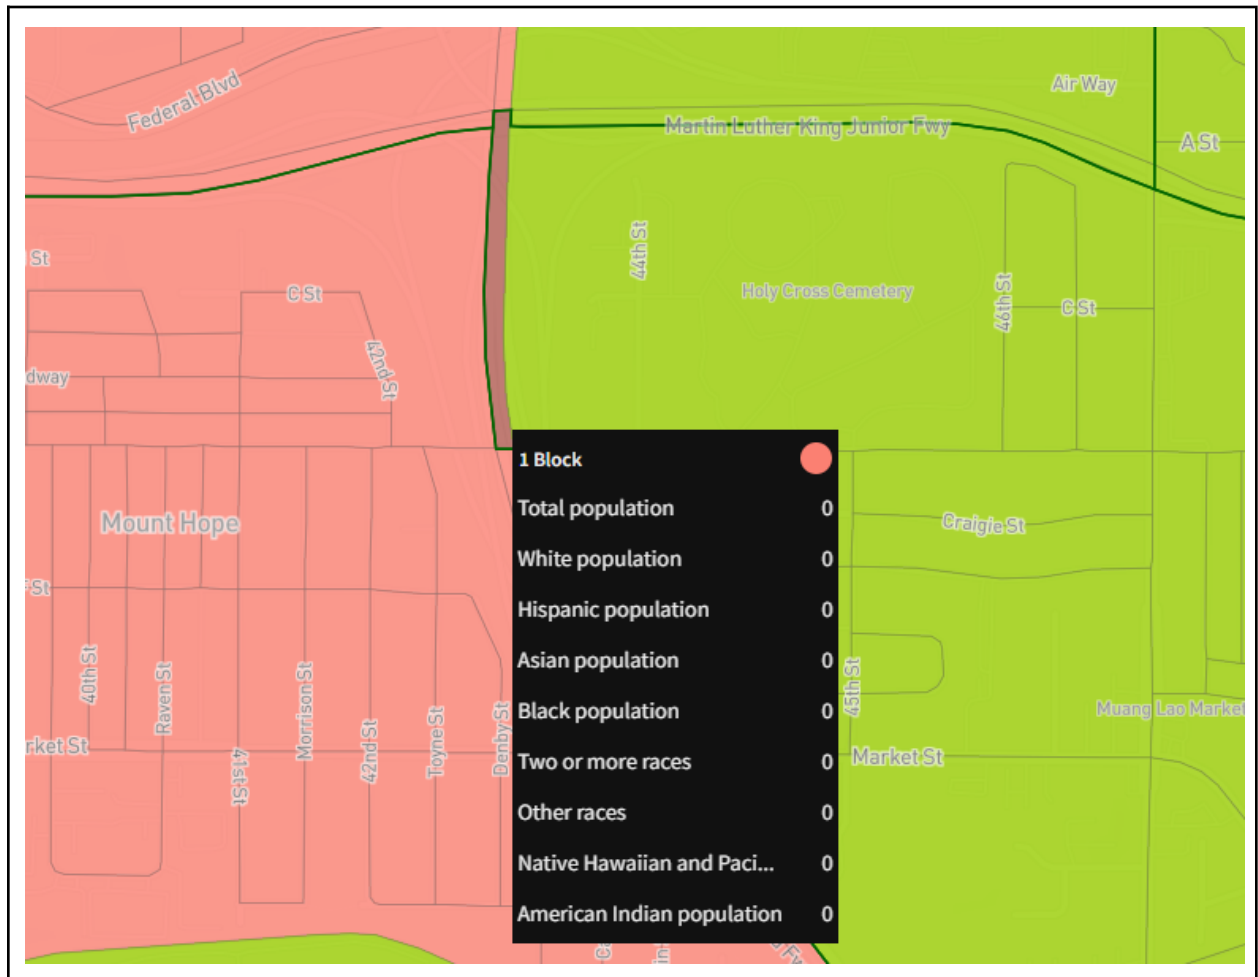 Federal Blvd
Air Way
Martin Luther King Junior Fwy
A St
St
44th St
C St
Holy Cross Cemetery
46th St
C St
42nd St
dway
1 Block
Total population 0
White population 0
Hispanic population 0
Asian population 0
Black population 0
Two or more races 0
Other races 0
Native Hawaiian and Paci... 0
American Indian population 0
Mount Hope
Craigie St
St
40th St
Raven St
Morrison St
42nd St
Toyne St
Denby St
45th St
Muang Lao Market
rket St
41st St
Market St